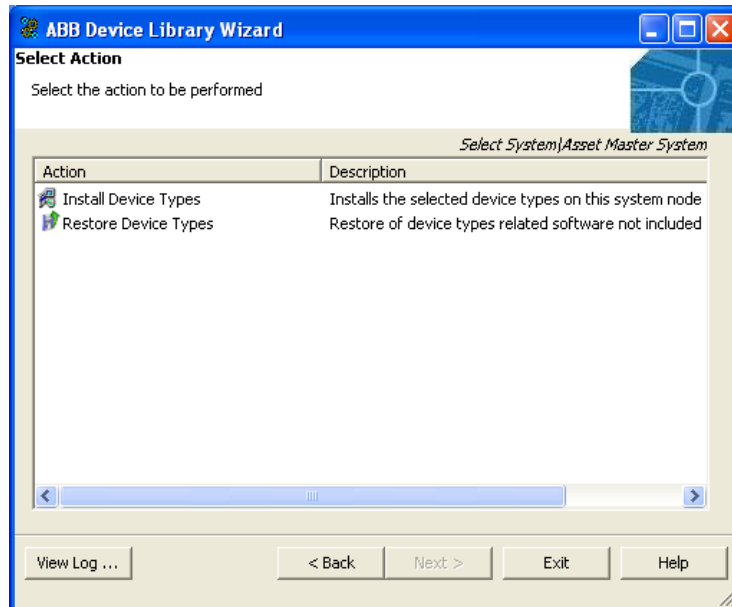 ABB Device Library Wizard
Select Action
Select the action to be performed
Select System|Asset Master System
Action Description
Install Device Types Installs the selected device types on this system node
Restore Device Types Restore of device types related software not included
View Log ... < Back Next > Exit Help